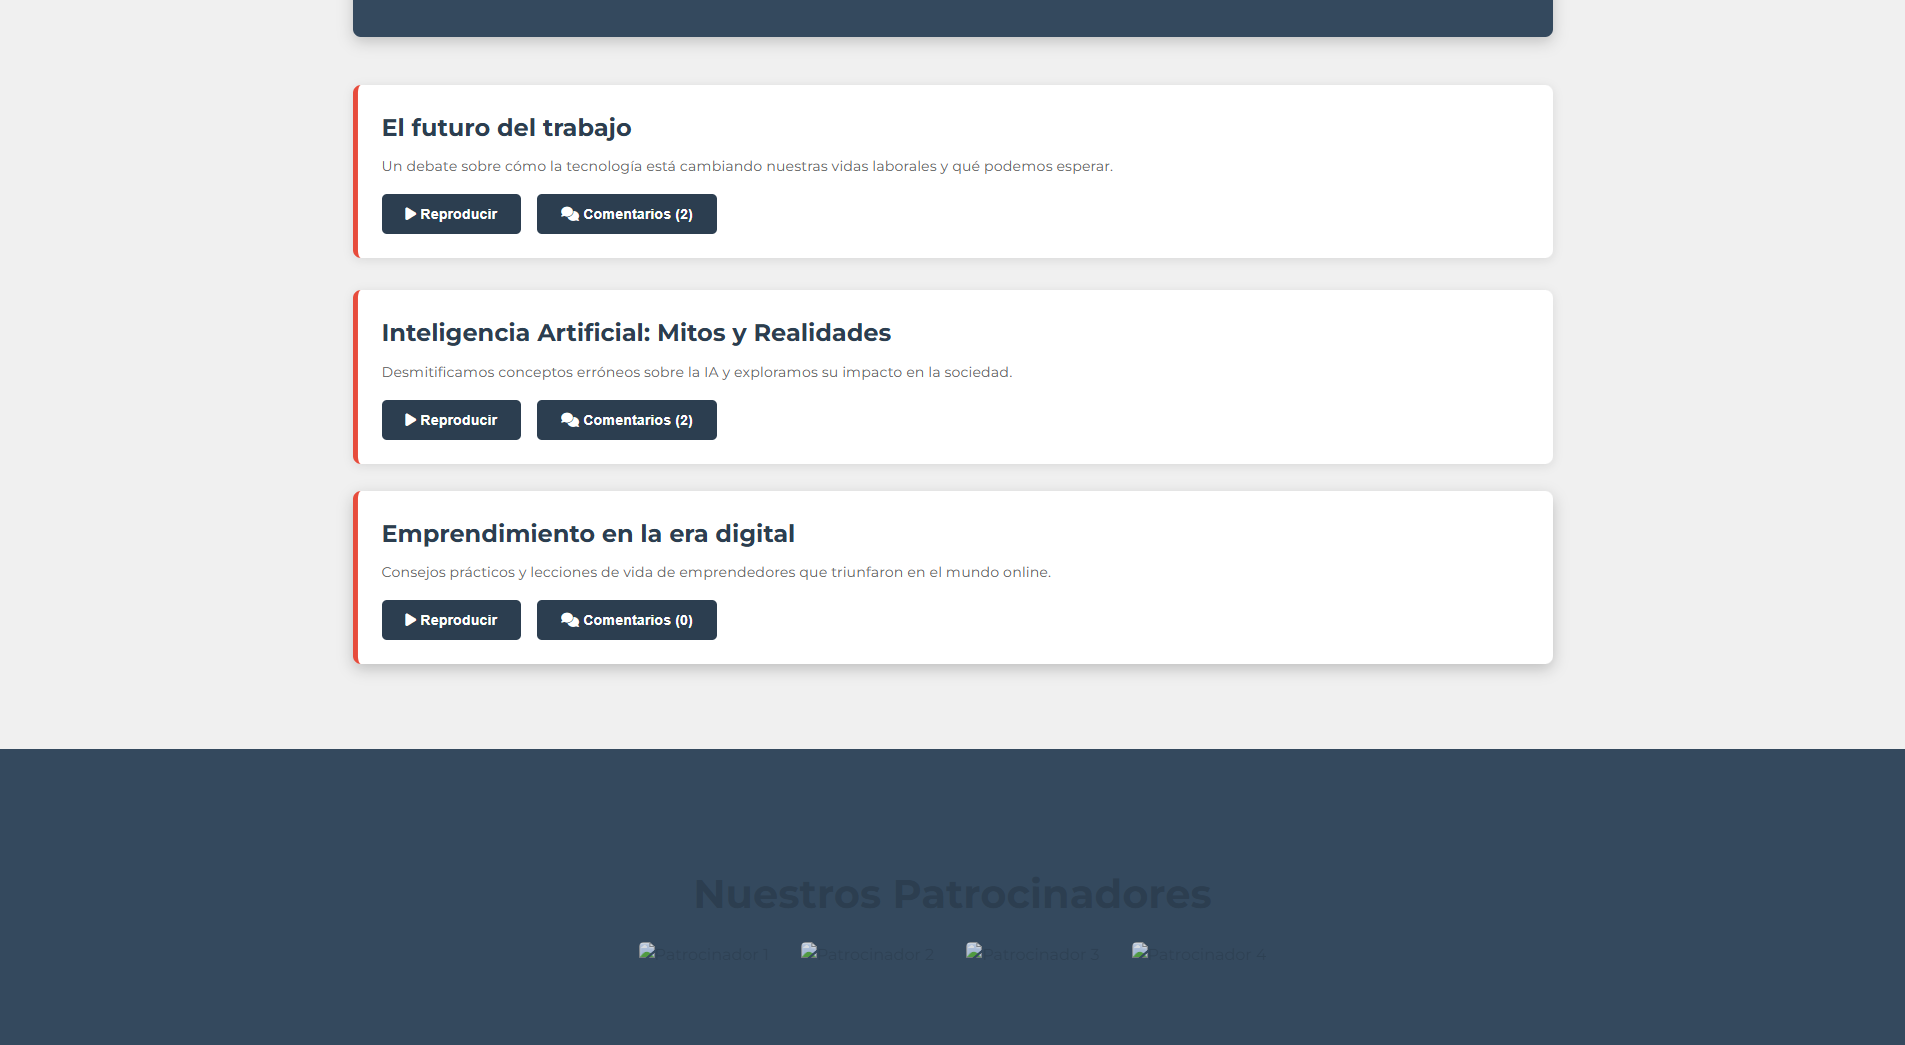 El futuro del trabajo
Un debate sobre cómo la tecnología está cambiando nuestras vidas laborales y qué podemos esperar.
Reproducir
Comentarios (2)
Inteligencia Artificial: Mitos y Realidades
Desmitificamos conceptos erróneos sobre la IA y exploramos su impacto en la sociedad.
Reproducir
Comentarios (2)
Emprendimiento en la era digital
Consejos prácticos y lecciones de vida de emprendedores que triunfaron en el mundo online.
Reproducir
Comentarios (0)
Nuestros Patrocinadores
Patrocinador 1
Patrocinador 2
Patrocinador 3
Patrocinador 4